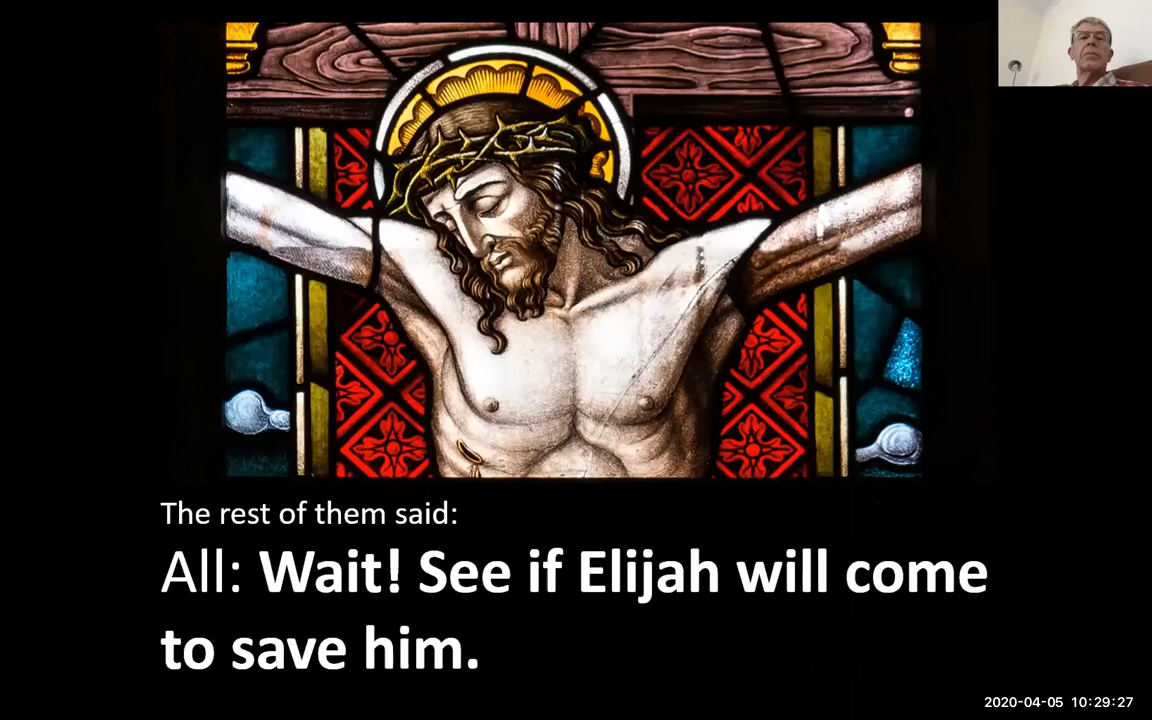 The rest of them said:
All: Wait! See if Elijah will come
to save him.
2020-04-05 10:29:27